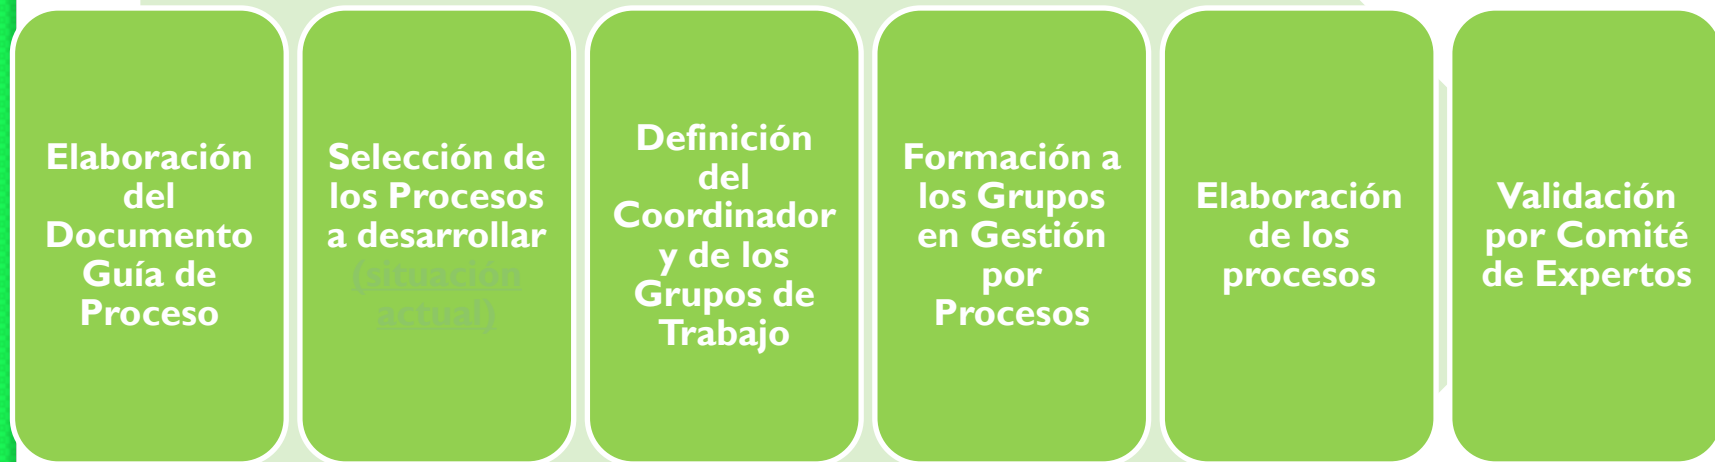 Elaboración
del
Documento
Guía de
Proceso
Selección de
los Procesos
a desarrollar
(situación
actual)
Definición
del
Coordinador
y de los
Grupos de
Trabajo
Formación a
los Grupos
en Gestión
por
Procesos
Elaboración
de los
procesos
Validación
por Comité
de Expertos